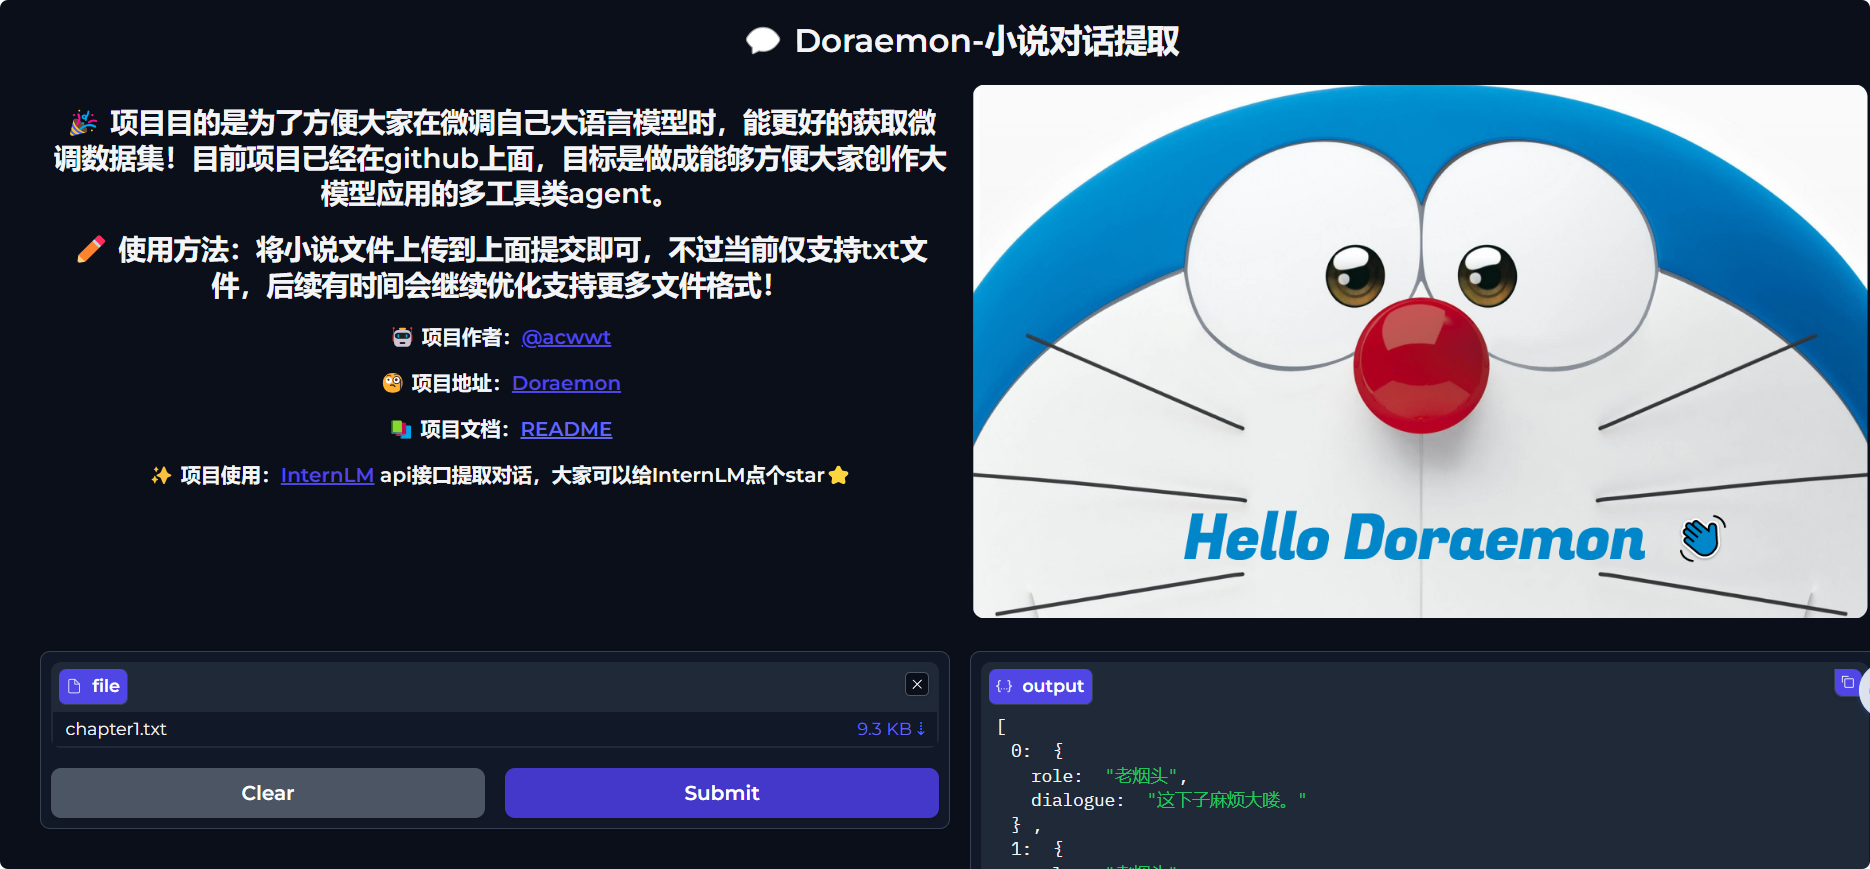 💬 Doraemon-小说对话提取
🎉 项目目的是为了方便大家在微调自己大语言模型时，能更好的获取微
调数据集！目前项目已经在github上面，目标是做成能够方便大家创作大
模型应用的多工具类agent。
✏️ 使用方法：将小说文件上传到上面提交即可，不过当前仅支持txt文
件，后续有时间会继续优化支持更多文件格式！
🤖 项目作者：@acwwt
🧐 项目地址：Doraemon
📚 项目文档：README
✨ 项目使用：InternLM api接口提取对话，大家可以给InternLM点个star⭐
Hello Doraemon 👋
file
chapter1.txt
9.3 KB ⇣
Clear
Submit
{..} output
[
0: {
role: "老烟头",
dialogue: "这下子麻烦大喽。"
} ,
1: {